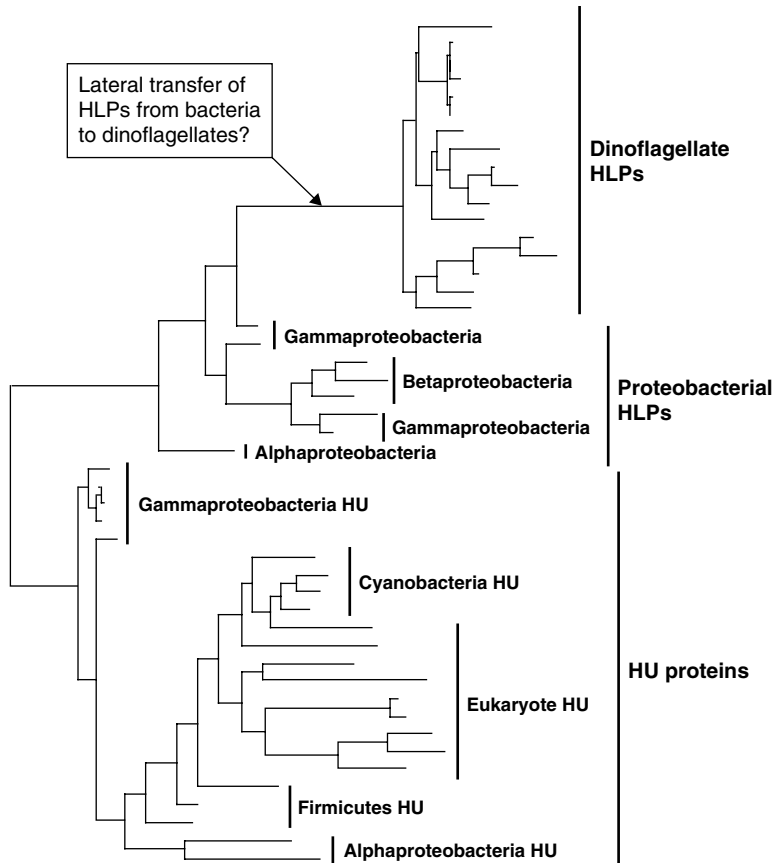 Lateral transfer of
HLPs from bacteria
to dinoflagellates?
Dinoflagellate
HLPs
Gammaproteobacteria
Betaproteobacteria
Gammaproteobacteria
Alphaproteobacteria
Proteobacterial
HLPs
Gammaproteobacteria HU
Cyanobacteria HU
Eukaryote HU
Firmicutes HU
Alphaproteobacteria HU
HU proteins